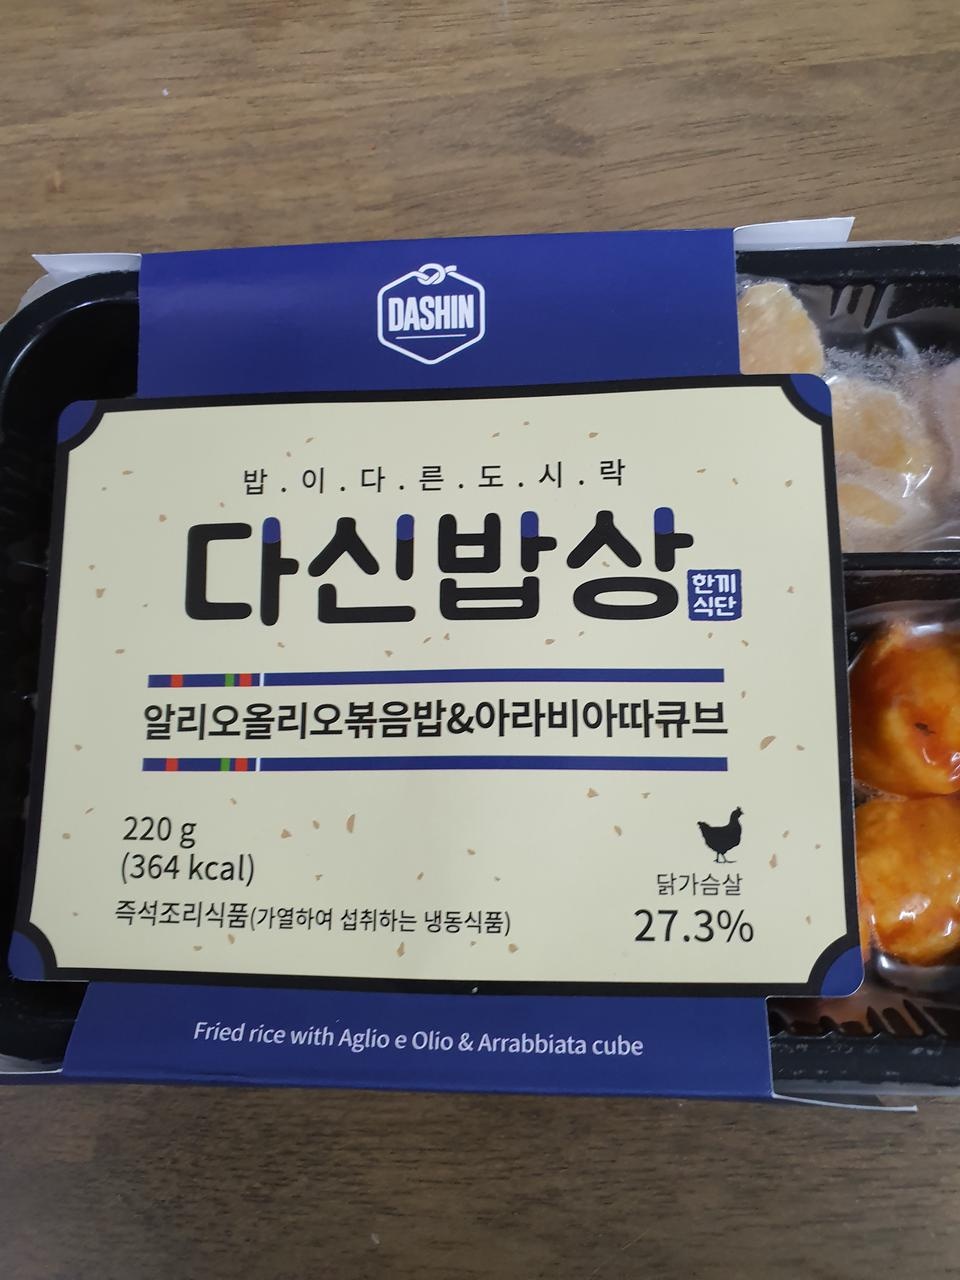 DASHIN
밥.이.다.른.도.시.락
다신밥상
한끼
식단
알리오올리오볶음밥&아라비아따큐브
220 g
(364 kcal)
즉석조리식품(가열하여 섭취하는 냉동식품)
닭가슴살
27.3%
Fried rice with Aglio e Olio & Arrabbiata cube